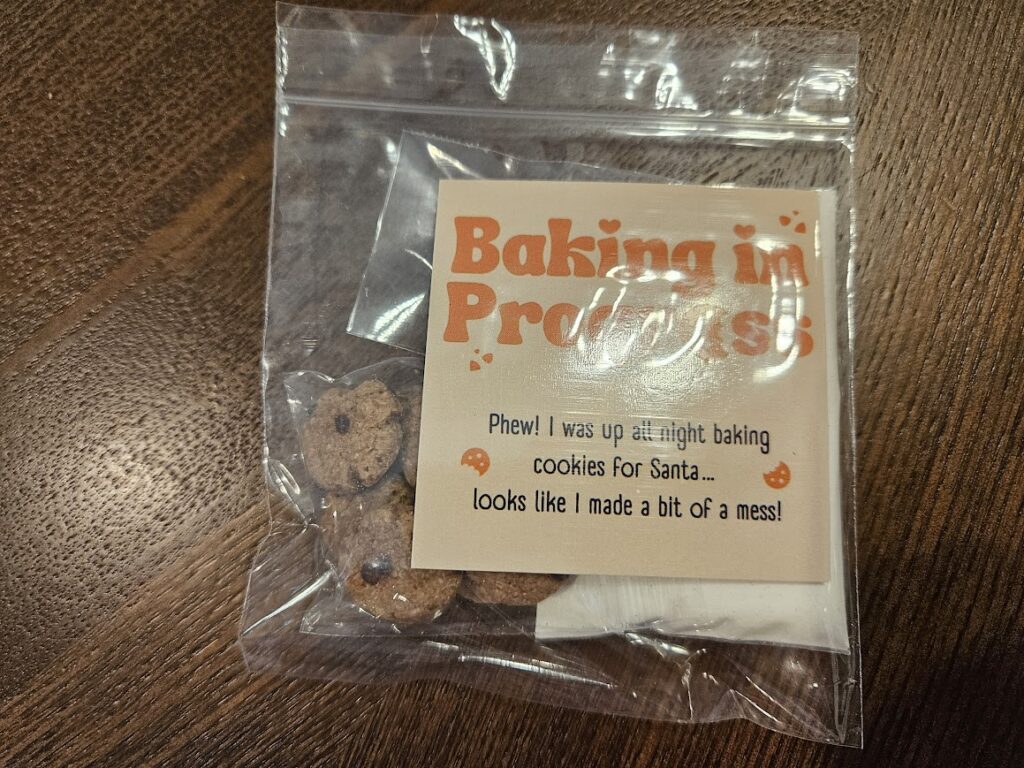 Baking in
Process
Phew! I was up all night baking
cookies for Santa...
looks like I made a bit of a mess!